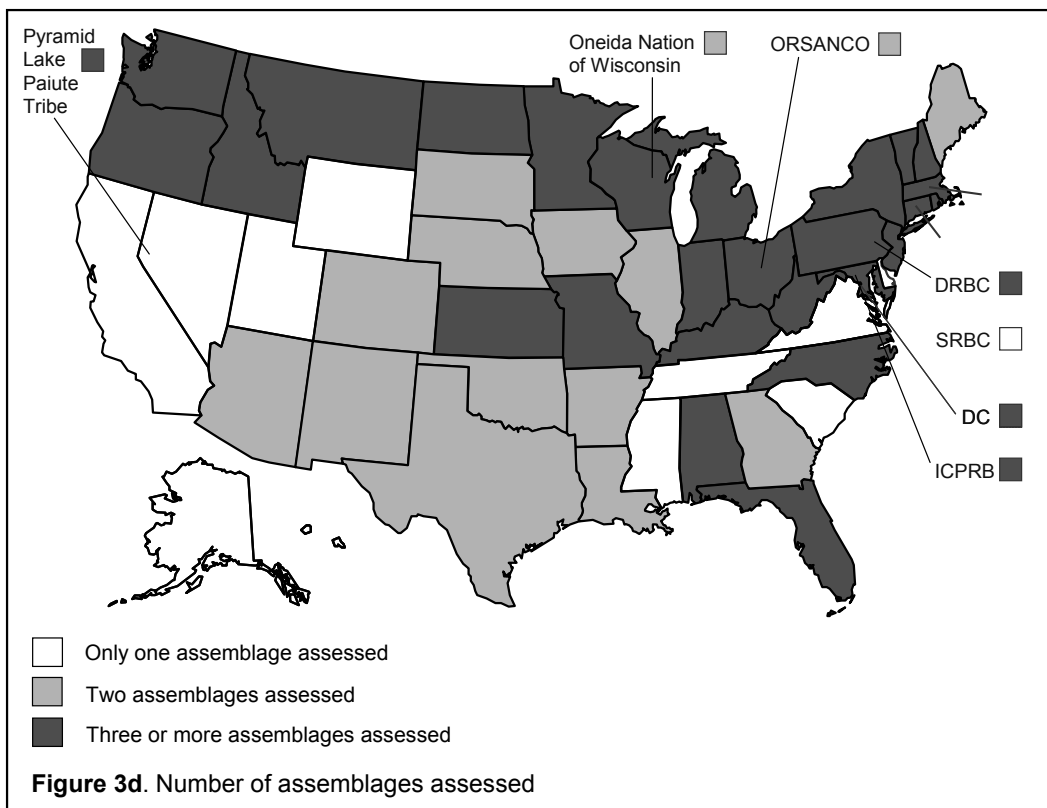 Pyramid
Lake
Paiute
Tribe
Oneida Nation
of Wisconsin
ORSANCO
DRBC
SRBC
DC
ICPRB
Only one assemblage assessed
Two assemblages assessed
Three or more assemblages assessed
Figure 3d. Number of assemblages assessed